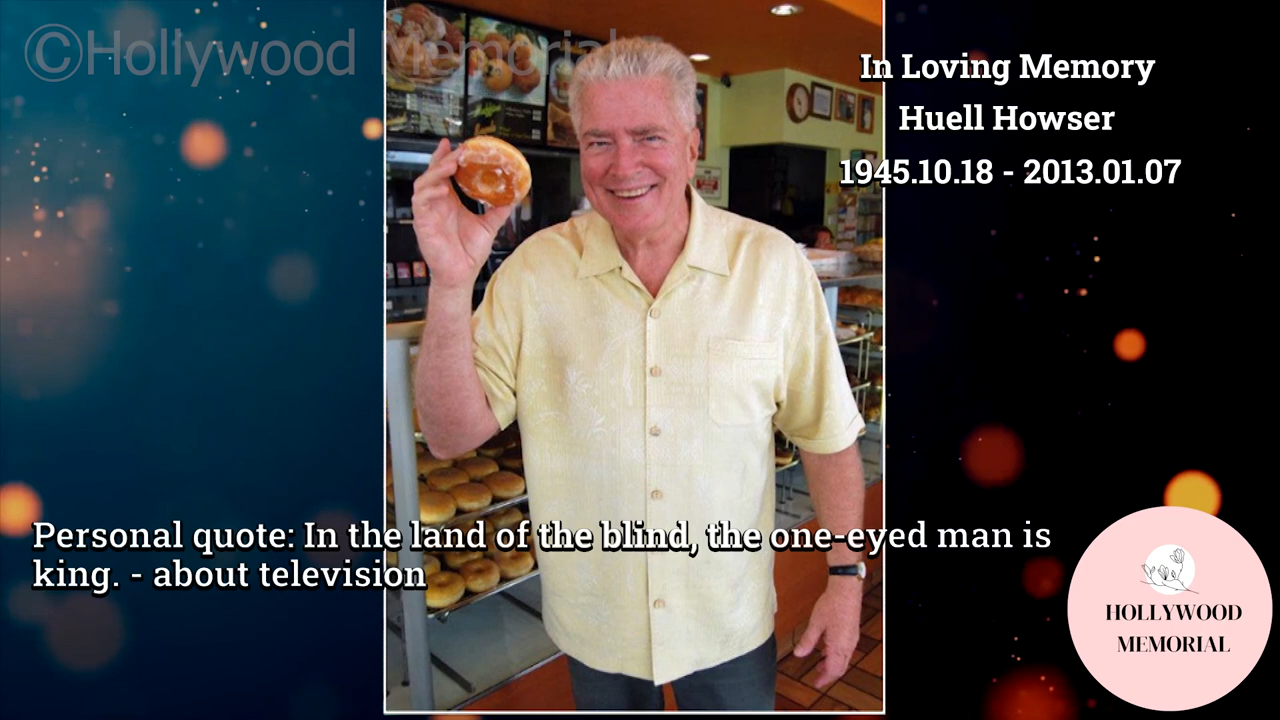 ©Hollywood Memorial
In Loving Memory
Huell Howser
1945.10.18 - 2013.01.07
Personal quote: In the land of the blind, the one-eyed man is
king. - about television
HOLLYWOOD
MEMORIAL